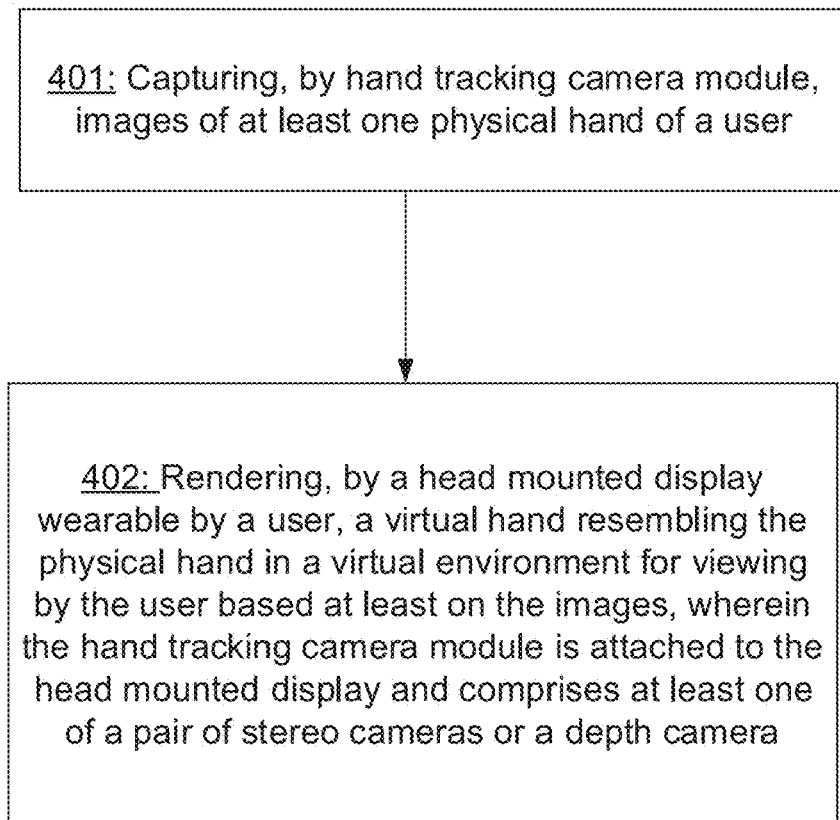 401: Capturing, by hand tracking camera module,
images of at least one physical hand of a user
402: Rendering, by a head mounted display
wearable by a user, a virtual hand resembling the
physical hand in a virtual environment for viewing
by the user based at least on the images, wherein
the hand tracking camera module is attached to the
head mounted display and comprises at least one
of a pair of stereo cameras or a depth camera